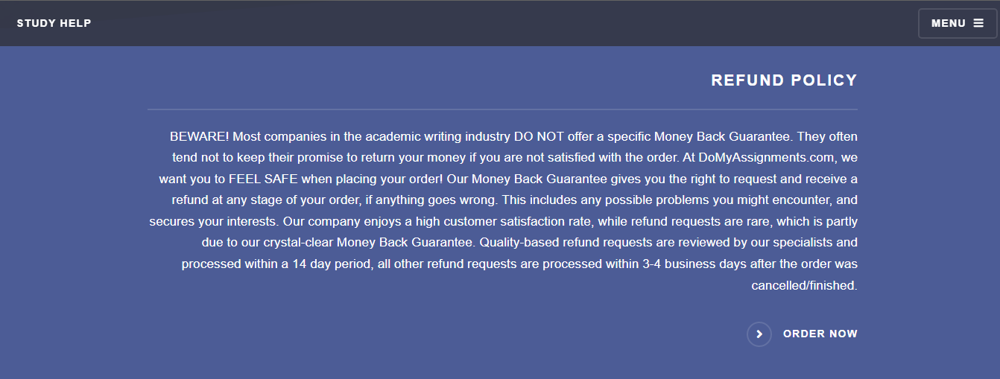 STUDY HELP
MENU
REFUND POLICY
BEWARE! Most companies in the academic writing industry DO NOT offer a specific Money Back Guarantee. They often
tend not to keep their promise to return your money if you are not satisfied with the order. At DoMyAssignments.com, we
want you to FEEL SAFE when placing your order! Our Money Back Guarantee gives you the right to request and receive a
refund at any stage of your order, if anything goes wrong. This includes any possible problems you might encounter, and
secures your interests. Our company enjoys a high customer satisfaction rate, while refund requests are rare, which is partly
due to our crystal-clear Money Back Guarantee. Quality-based refund requests are reviewed by our specialists and
processed within a 14 day period, all other refund requests are processed within 3-4 business days after the order was
cancelled/finished.
ORDER NOW